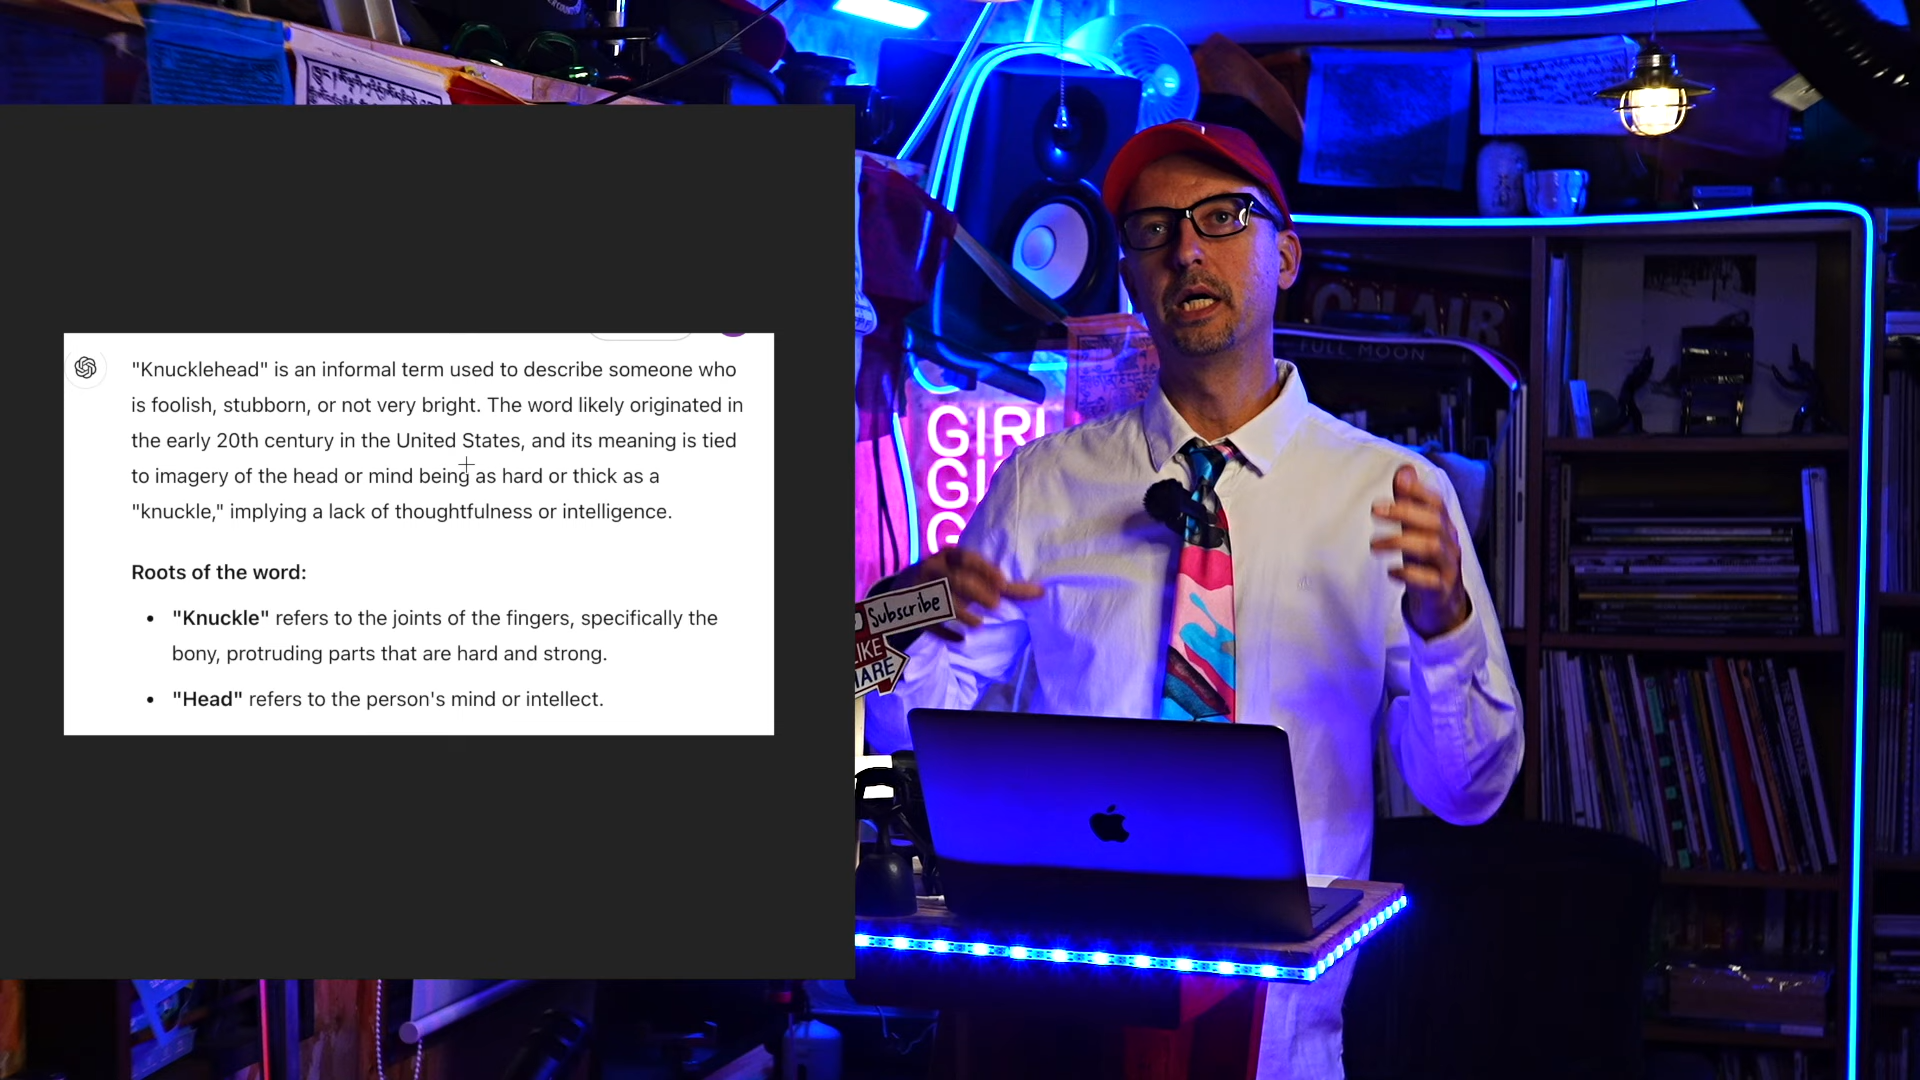 "Knucklehead" is an informal term used to describe someone who
is foolish, stubborn, or not very bright. The word likely originated in
the early 20th century in the United States, and its meaning is tied
to imagery of the head or mind being as hard or thick as a
"knuckle," implying a lack of thoughtfulness or intelligence.
Roots of the word:
• "Knuckle" refers to the joints of the fingers, specifically the
bony, protruding parts that are hard and strong.
• "Head" refers to the person's mind or intellect.
ON AIR
FULL MOON
GIRL
Subscribe